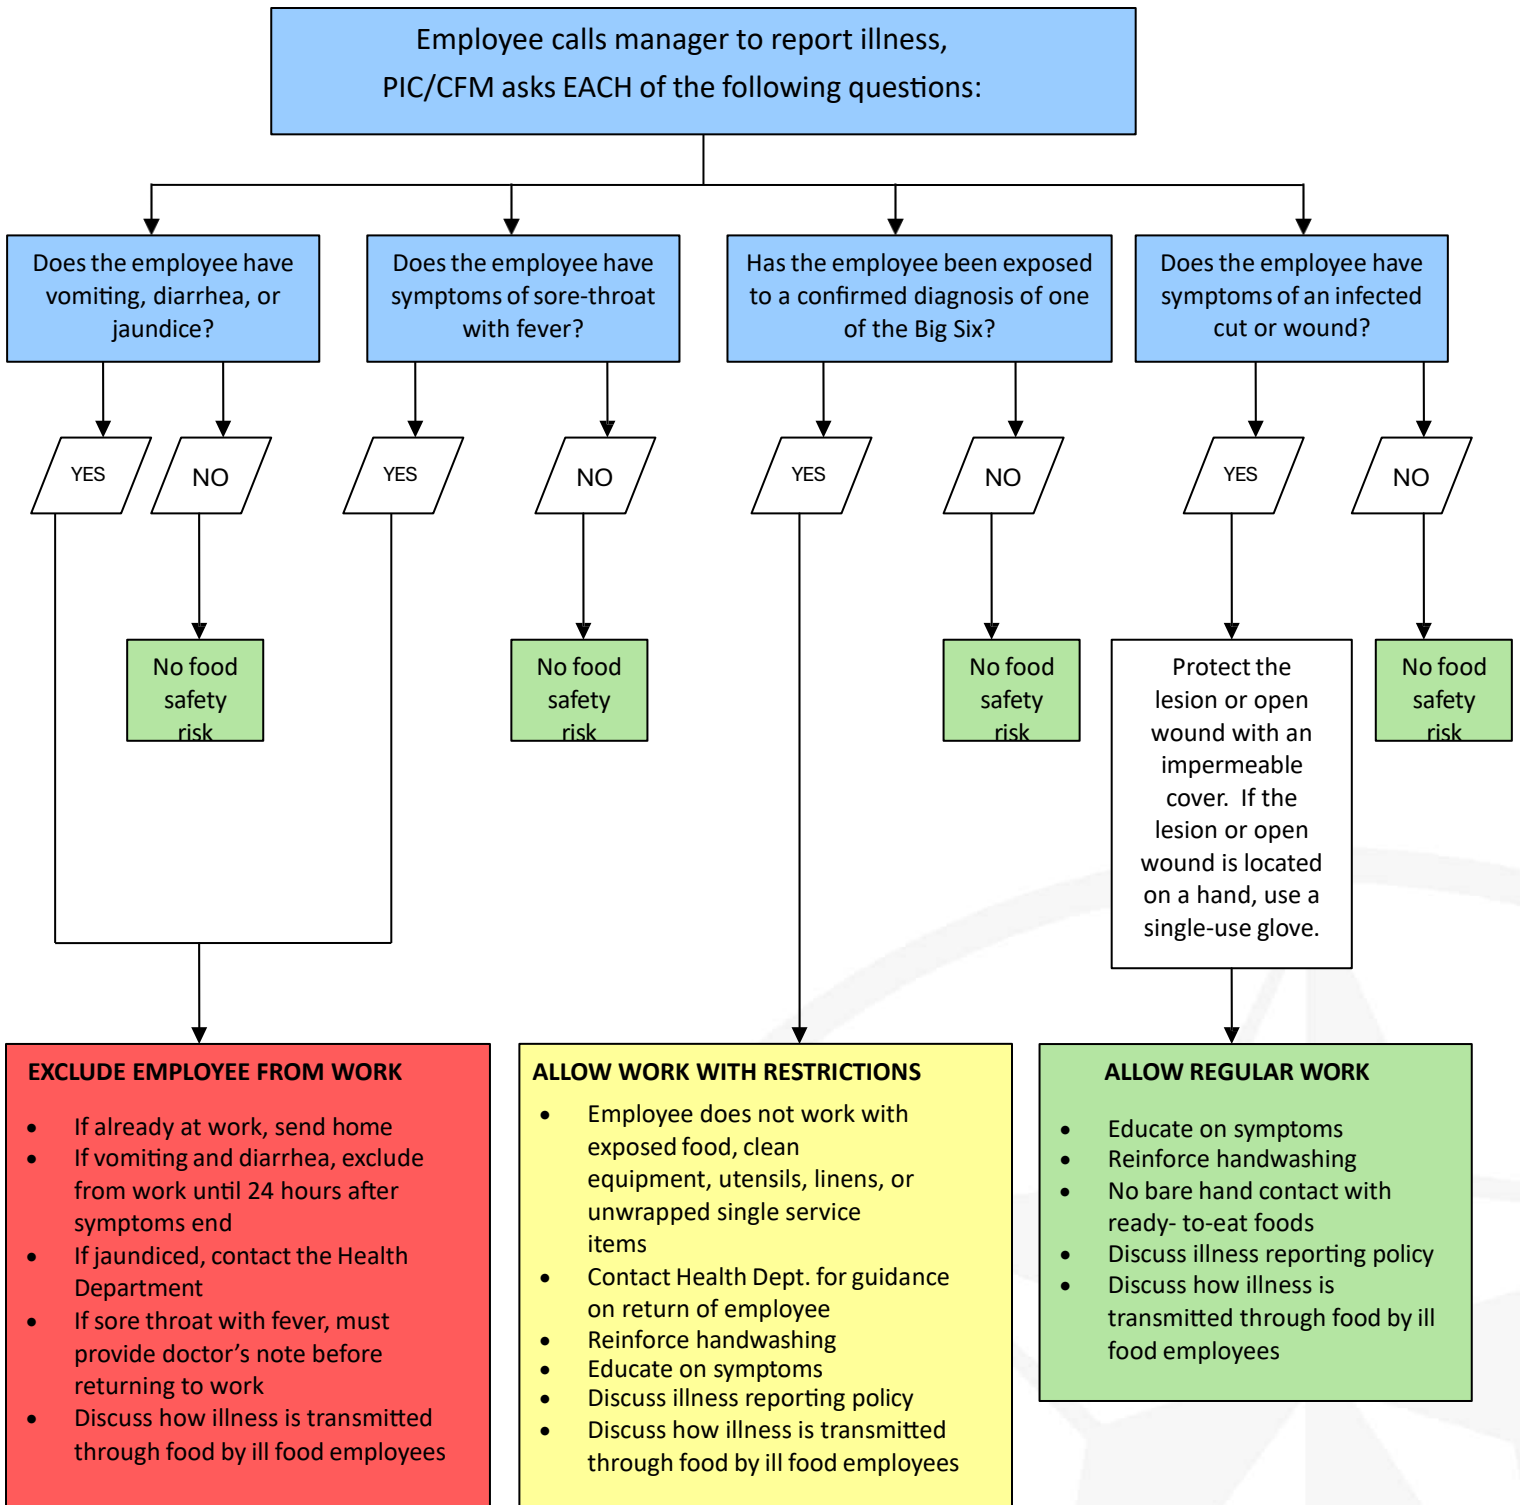 Employee calls manager to report illness,
PIC/CFM asks EACH of the following questions:
Does the employee have
vomiting, diarrhea, or
jaundice?
Does the employee have
symptoms of sore-throat
with fever?
Has the employee been exposed
to a confirmed diagnosis of one
of the Big Six?
Does the employee have
symptoms of an infected
cut or wound?
YES
NO
YES
NO
YES
NO
YES
NO
No food
safety
risk
No food
safety
risk
No food
safety
risk
Protect the
lesion or open
wound with an
impermeable
cover. If the
lesion or open
wound is located
on a hand, use a
single-use glove.
No food
safety
risk
EXCLUDE EMPLOYEE FROM WORK
• If already at work, send home
• If vomiting and diarrhea, exclude
from work until 24 hours after
symptoms end
• If jaundiced, contact the Health
Department
• If sore throat with fever, must
provide doctor’s note before
returning to work
• Discuss how illness is transmitted
through food by ill food employees
ALLOW WORK WITH RESTRICTIONS
• Employee does not work with
exposed food, clean
equipment, utensils, linens, or
unwrapped single service
items
• Contact Health Dept. for guidance
on return of employee
• Reinforce handwashing
• Educate on symptoms
• Discuss illness reporting policy
• Discuss how illness is transmitted
through food by ill food employees
ALLOW REGULAR WORK
• Educate on symptoms
• Reinforce handwashing
• No bare hand contact with
ready- to-eat foods
• Discuss illness reporting policy
• Discuss how illness is
transmitted through food by ill
food employees